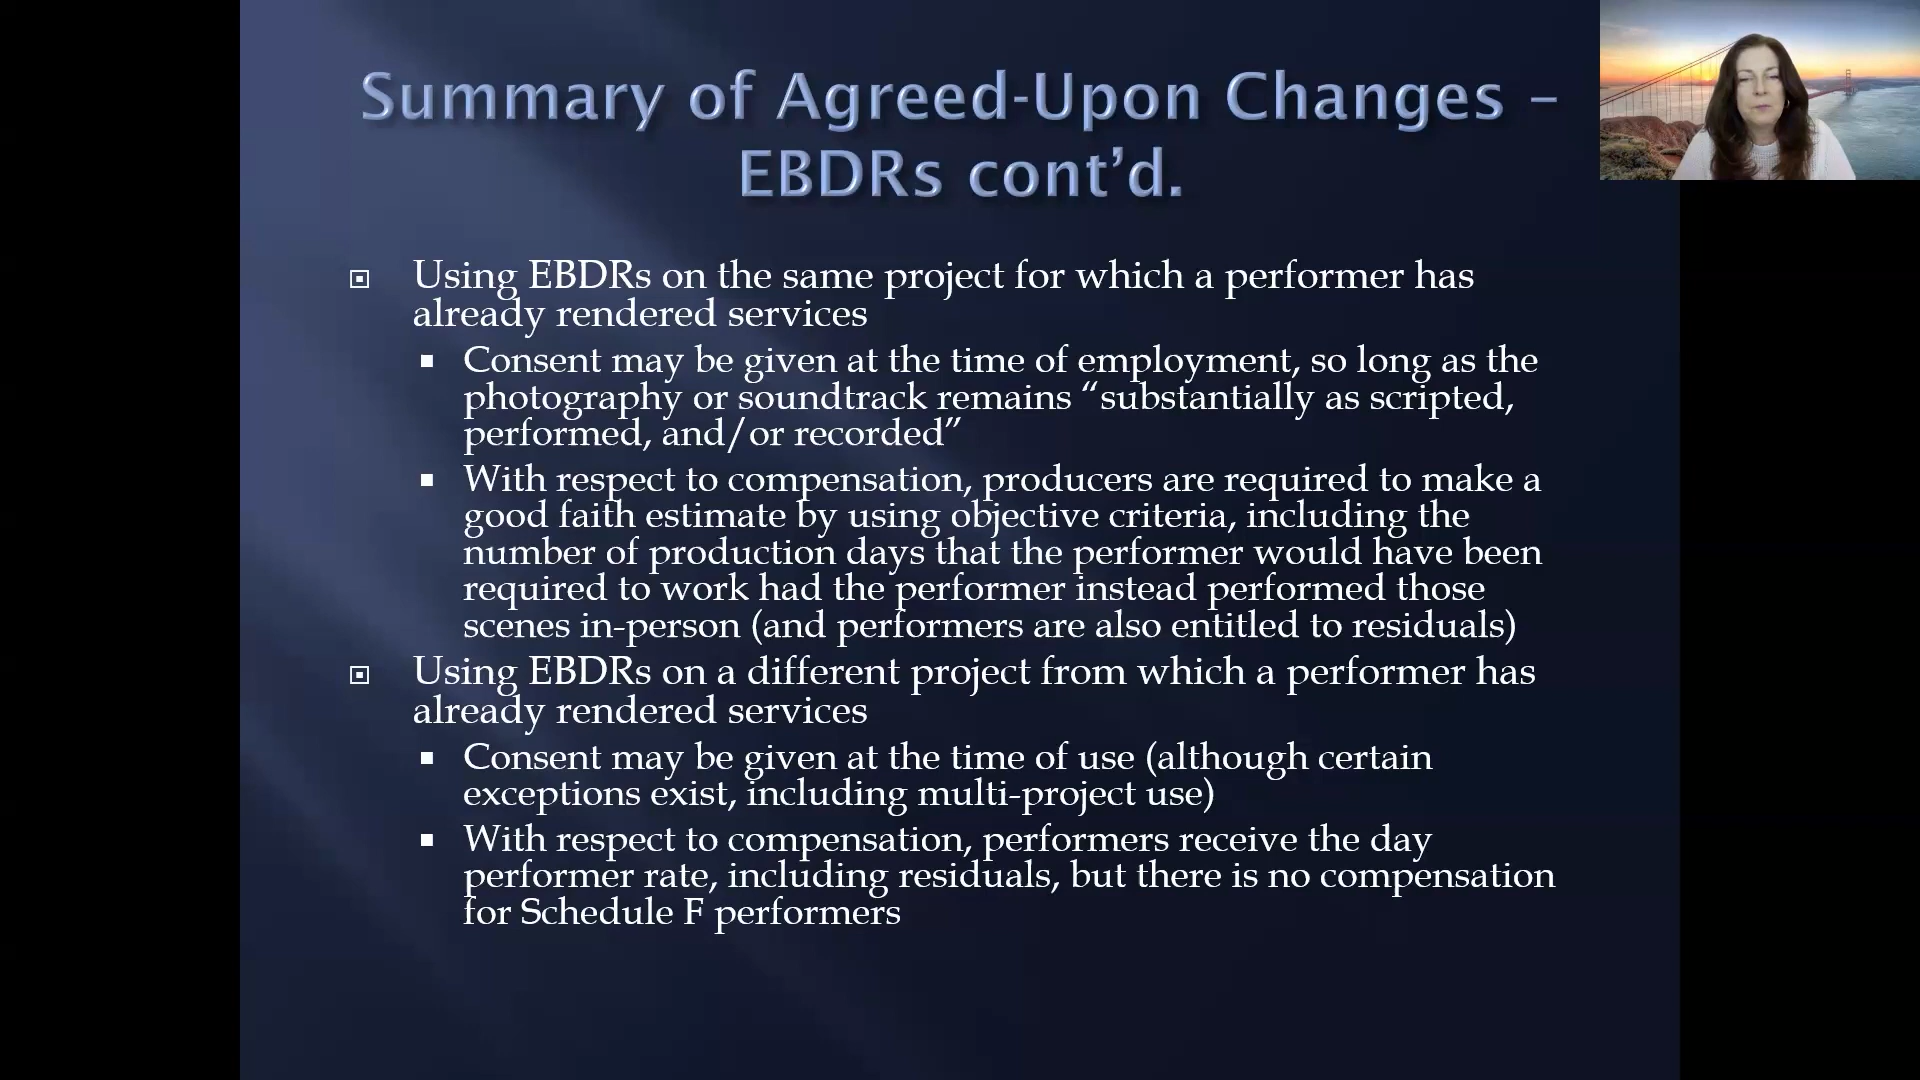 Summary of Agreed-Upon Changes –
EBDRs cont’d.
Using EBDRs on the same project for which a performer has
already rendered services
Consent may be given at the time of employment, so long as the
photography or soundtrack remains “substantially as scripted,
performed, and/or recorded”
With respect to compensation, producers are required to make a
good faith estimate by using objective criteria, including the
number of production days that the performer would have been
required to work had the performer instead performed those
scenes in-person (and performers are also entitled to residuals)
Using EBDRs on a different project from which a performer has
already rendered services
Consent may be given at the time of use (although certain
exceptions exist, including multi-project use)
With respect to compensation, performers receive the day
performer rate, including residuals, but there is no compensation
for Schedule F performers